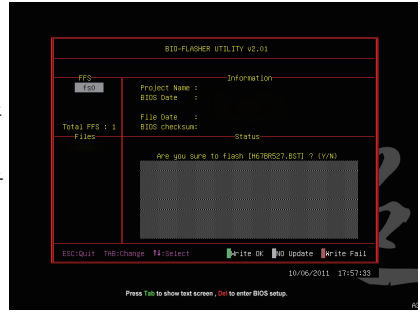 BIO-FLASHER UTILITY v2.01
FFS
Information
fs0
Project Name :
BIOS Date :
File Date :
Total FFS : 1
BIOS checksum:
Files
Status
Are you sure to flash [H67BR527.BST] ? (Y/N)
ESC:Quit TAB:Change ↑↓:Select Write OK NO Update Write Fail
10/06/2011 17:57:33
Press Tab to show text screen , Del to enter BIOS setup.